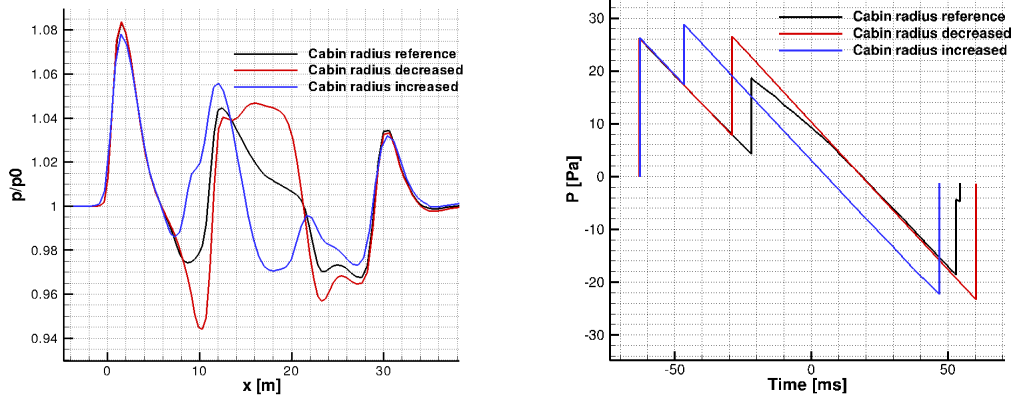 1.08
1.06
1.04
1.02
1
0.98
0.96
0.94
p/p0
0
10
20
30
x [m]
Cabin radius reference
Cabin radius decreased
Cabin radius increased
30
20
10
0
-10
-20
-30
P [Pa]
-50
0
50
Time [ms]
Cabin radius reference
Cabin radius decreased
Cabin radius increased